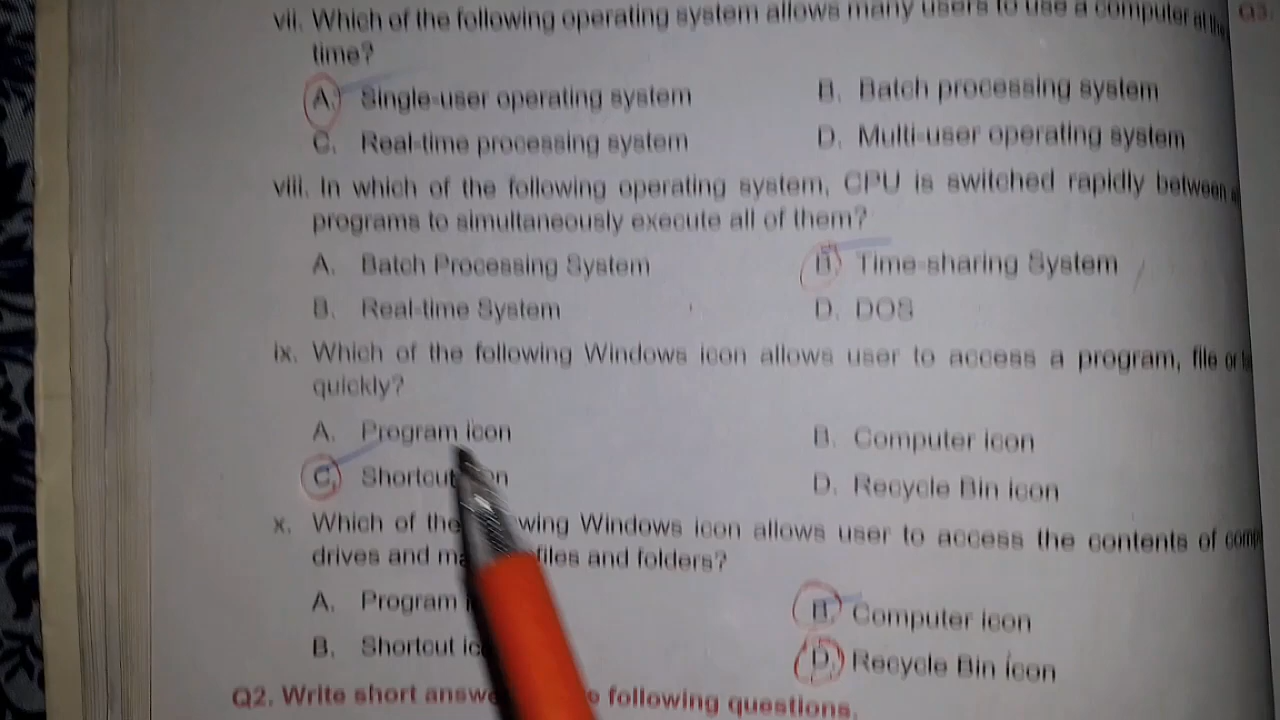 vii. Which of the following operating system allows many users to use a computer at the
time?
A. Single-user operating system B. Batch processing system
C. Real-time processing system D. Multi-user operating system
viii. In which of the following operating system, CPU is switched rapidly between
programs to simultaneously execute all of them?
A. Batch Processing System B. Time-sharing System
B. Real-time System D. DOS
ix. Which of the following Windows icon allows user to access a program, file or
quickly?
A. Program icon B. Computer icon
C. Shortcut D. Recycle Bin icon
x. Which of the Windows icon allows user to access the contents of
drives and files and folders?
A. Program B. Computer icon
B. Shortcut D. Recycle Bin icon
Q2. Write short following questions.
Q3.